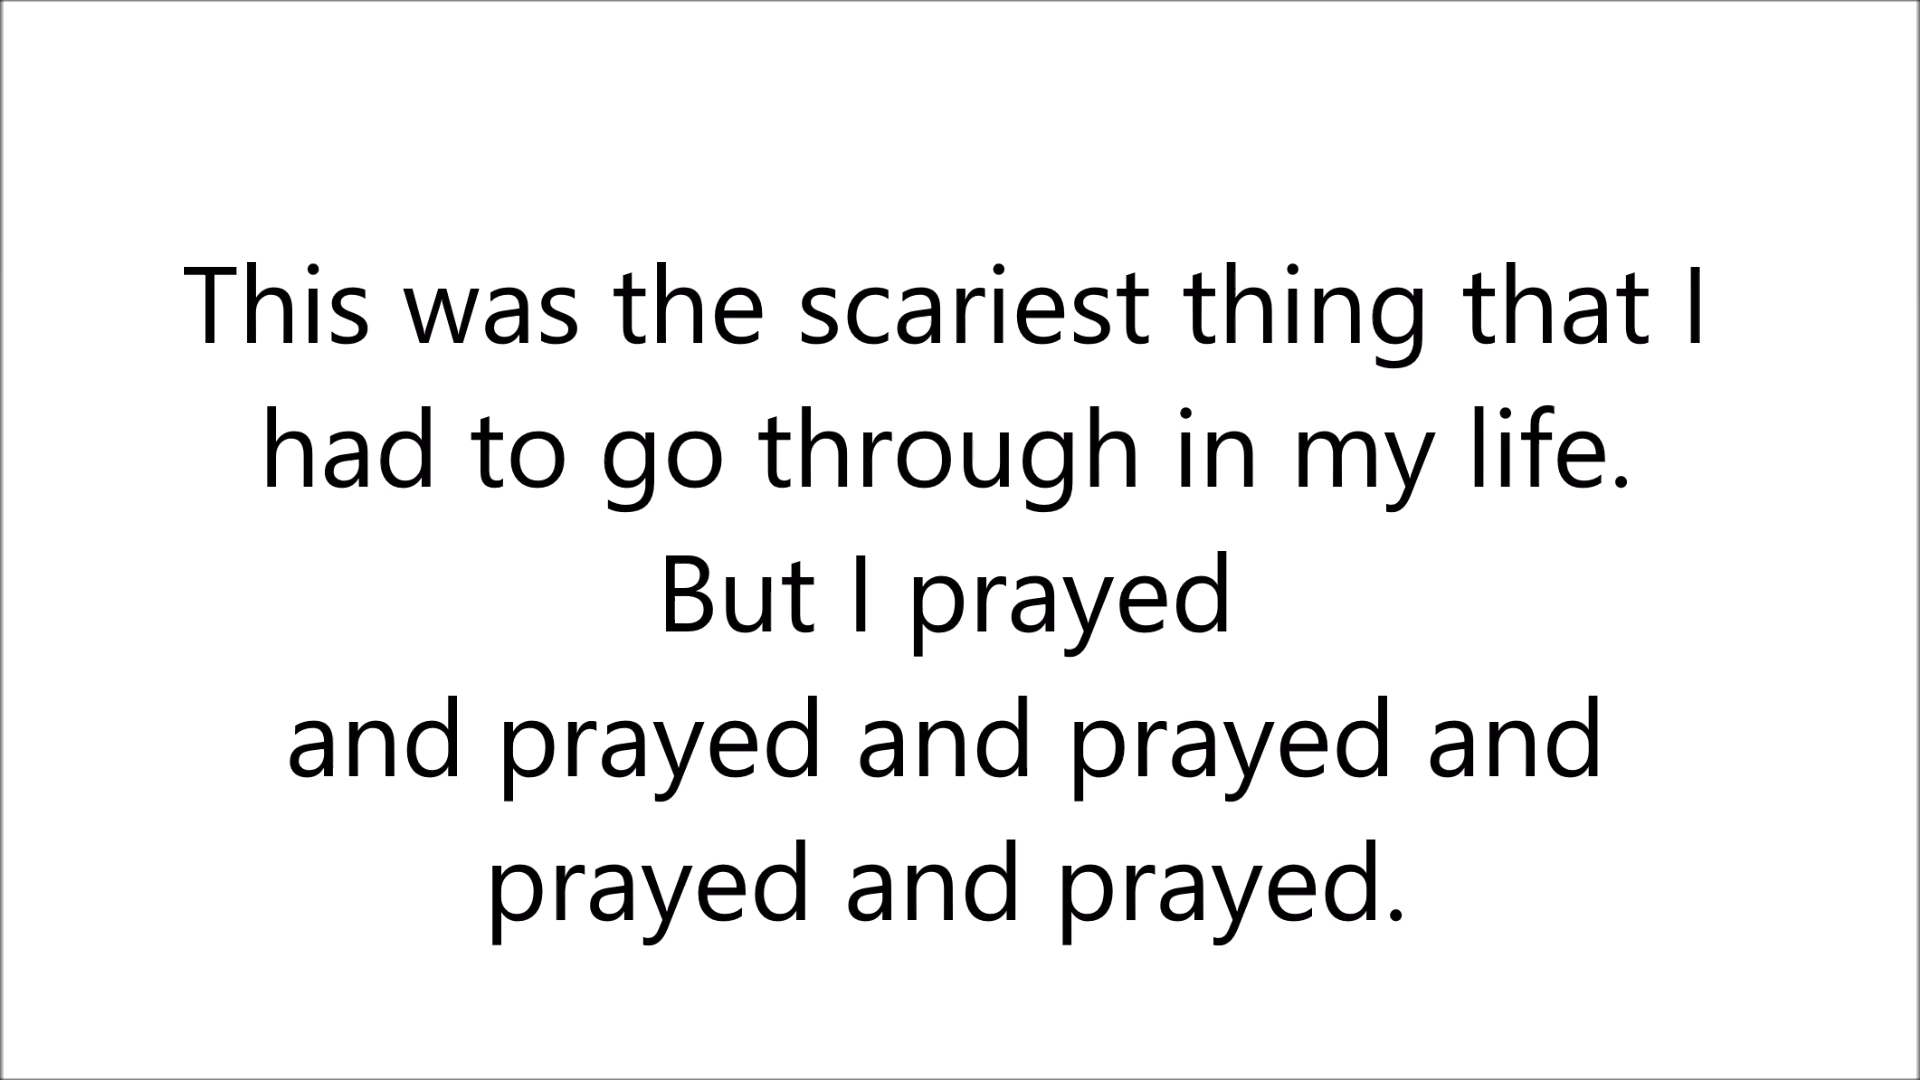 This was the scariest thing that I
had to go through in my life.
But I prayed
and prayed and prayed and
prayed and prayed.